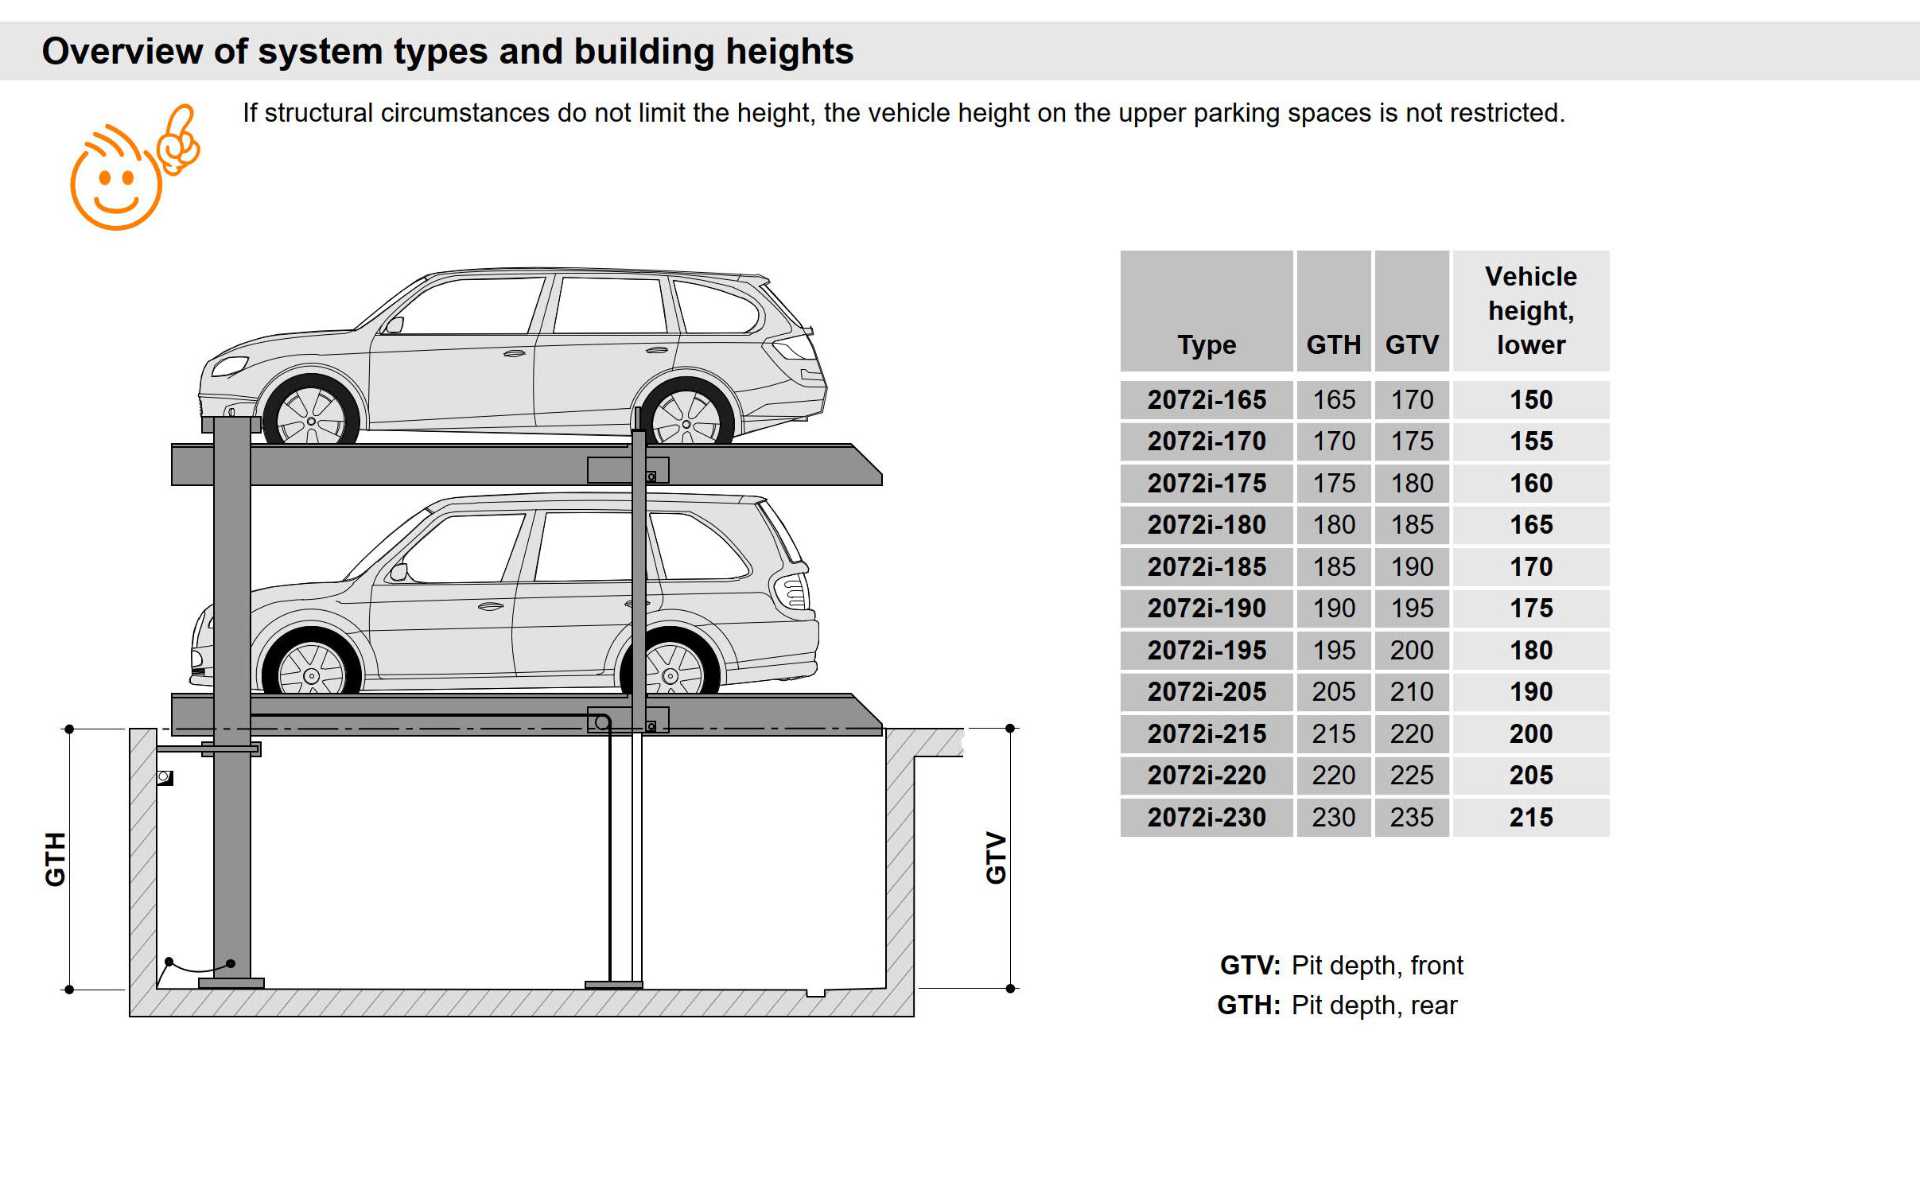 Overview of system types and building heights
If structural circumstances do not limit the height, the vehicle height on the upper parking spaces is not restricted.
GTH
GTV
Type GTH GTV Vehicle height, lower
2072i-165 165 170 150
2072i-170 170 175 155
2072i-175 175 180 160
2072i-180 180 185 165
2072i-185 185 190 170
2072i-190 190 195 175
2072i-195 195 200 180
2072i-205 205 210 190
2072i-215 215 220 200
2072i-220 220 225 205
2072i-230 230 235 215
GTV: Pit depth, front
GTH: Pit depth, rear